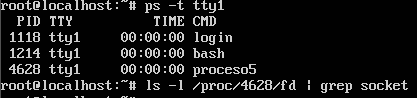 root@localhost:~# ps -t tty1
  PID TTY          TIME CMD
 1118 tty1     00:00:00 login
 1214 tty1     00:00:00 bash
 4628 tty1     00:00:00 proceso5
root@localhost:~# ls -l /proc/4628/fd | grep socket